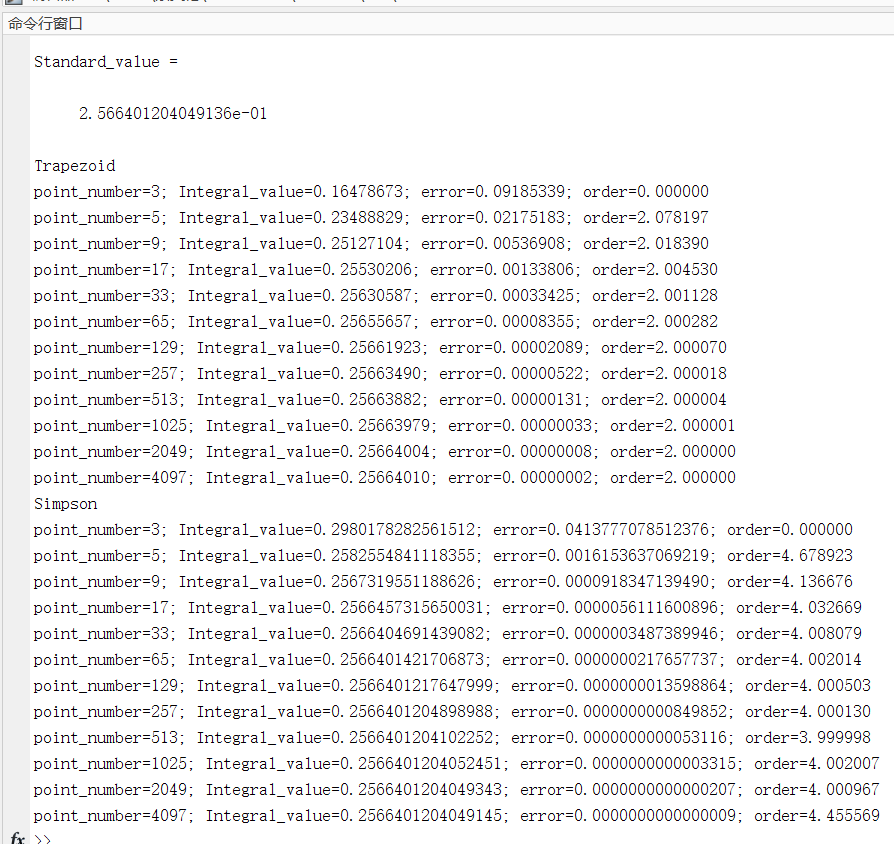 命令行窗口
Standard_value =
2.566401204049136e-01
Trapezoid
point_number=3; Integral_value=0.16478673; error=0.09185339; order=0.000000
point_number=5; Integral_value=0.23488829; error=0.02175183; order=2.078197
point_number=9; Integral_value=0.25127104; error=0.00536908; order=2.018390
point_number=17; Integral_value=0.25530206; error=0.00133806; order=2.004530
point_number=33; Integral_value=0.25630587; error=0.00033425; order=2.001128
point_number=65; Integral_value=0.25655657; error=0.00008355; order=2.000282
point_number=129; Integral_value=0.25661923; error=0.00002089; order=2.000070
point_number=257; Integral_value=0.25663490; error=0.00000522; order=2.000018
point_number=513; Integral_value=0.25663882; error=0.00000131; order=2.000004
point_number=1025; Integral_value=0.25663979; error=0.00000033; order=2.000001
point_number=2049; Integral_value=0.25664004; error=0.00000008; order=2.000000
point_number=4097; Integral_value=0.25664010; error=0.00000002; order=2.000000
Simpson
point_number=3; Integral_value=0.2980178282561512; error=0.0413777078512376; order=0.000000
point_number=5; Integral_value=0.2582554841118355; error=0.0016153637069219; order=4.678923
point_number=9; Integral_value=0.2567319551188626; error=0.0000918347139490; order=4.136676
point_number=17; Integral_value=0.2566457315650031; error=0.0000056111600896; order=4.032669
point_number=33; Integral_value=0.2566404691439082; error=0.0000003487389946; order=4.008079
point_number=65; Integral_value=0.2566401421706873; error=0.0000000217657737; order=4.002014
point_number=129; Integral_value=0.2566401217647999; error=0.0000000013598864; order=4.000503
point_number=257; Integral_value=0.2566401204898988; error=0.0000000000849852; order=4.000130
point_number=513; Integral_value=0.2566401204102252; error=0.0000000000053116; order=3.999998
point_number=1025; Integral_value=0.2566401204052451; error=0.0000000000003315; order=4.002007
point_number=2049; Integral_value=0.2566401204049343; error=0.0000000000000207; order=4.000967
point_number=4097; Integral_value=0.2566401204049145; error=0.0000000000000009; order=4.455569
fx >>